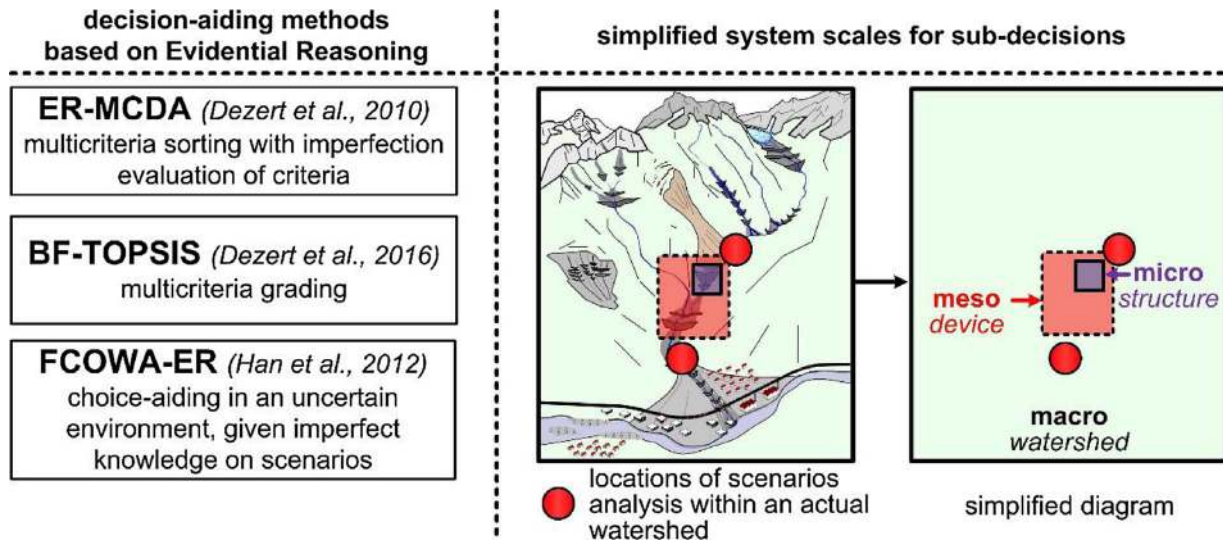 decision-aiding methods
based on Evidential Reasoning
simplified system scales for sub-decisions
ER-MCDA (Dezert et al., 2010)
multicriteria sorting with imperfection
evaluation of criteria
BF-TOPSIS (Dezert et al., 2016)
multicriteria grading
FCOWA-ER (Han et al., 2012)
choice-aiding in an uncertain
environment, given imperfect
knowledge on scenarios
locations of scenarios
analysis within an actual
watershed
meso
device
micro
structure
macro
watershed
simplified diagram